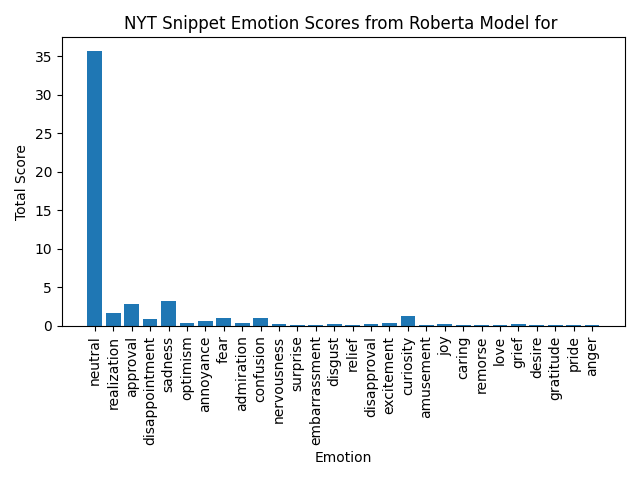 NYT Snippet Emotion Scores from Roberta Model for
Total Score
35
30
25
20
15
10
5
0
neutral
realization
approval
disappointment
sadness
optimism
annoyance
fear
admiration
confusion
nervousness
surprise
embarrassment
disgust
relief
disapproval
excitement
curiosity
amusement
joy
caring
remorse
love
grief
desire
gratitude
pride
anger
Emotion